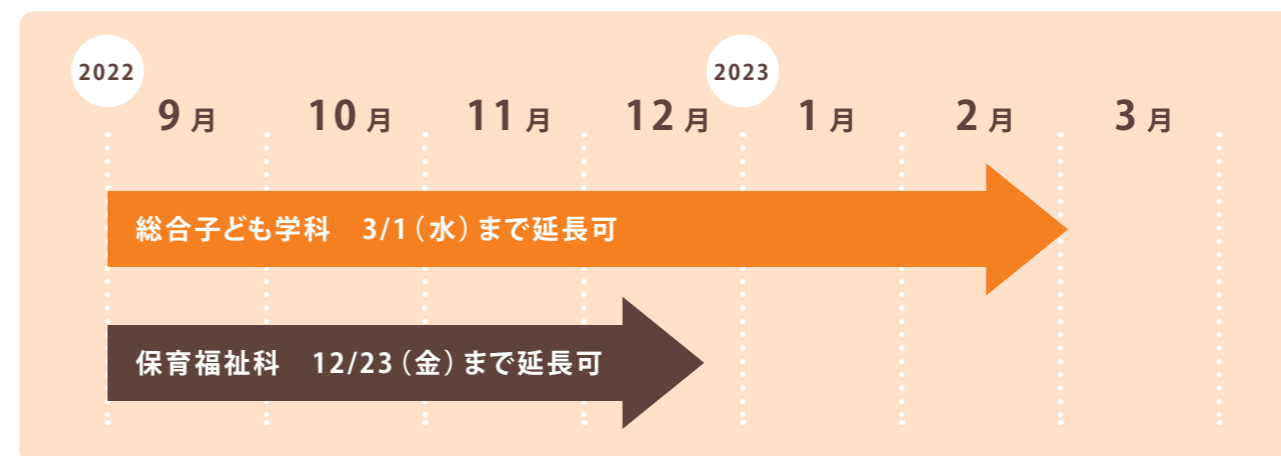 2022 2023
9月 10月 11月 12月 1月 2月 3月
総合子ども学科 3/1（水）まで延長可
保育福祉科 12/23（金）まで延長可